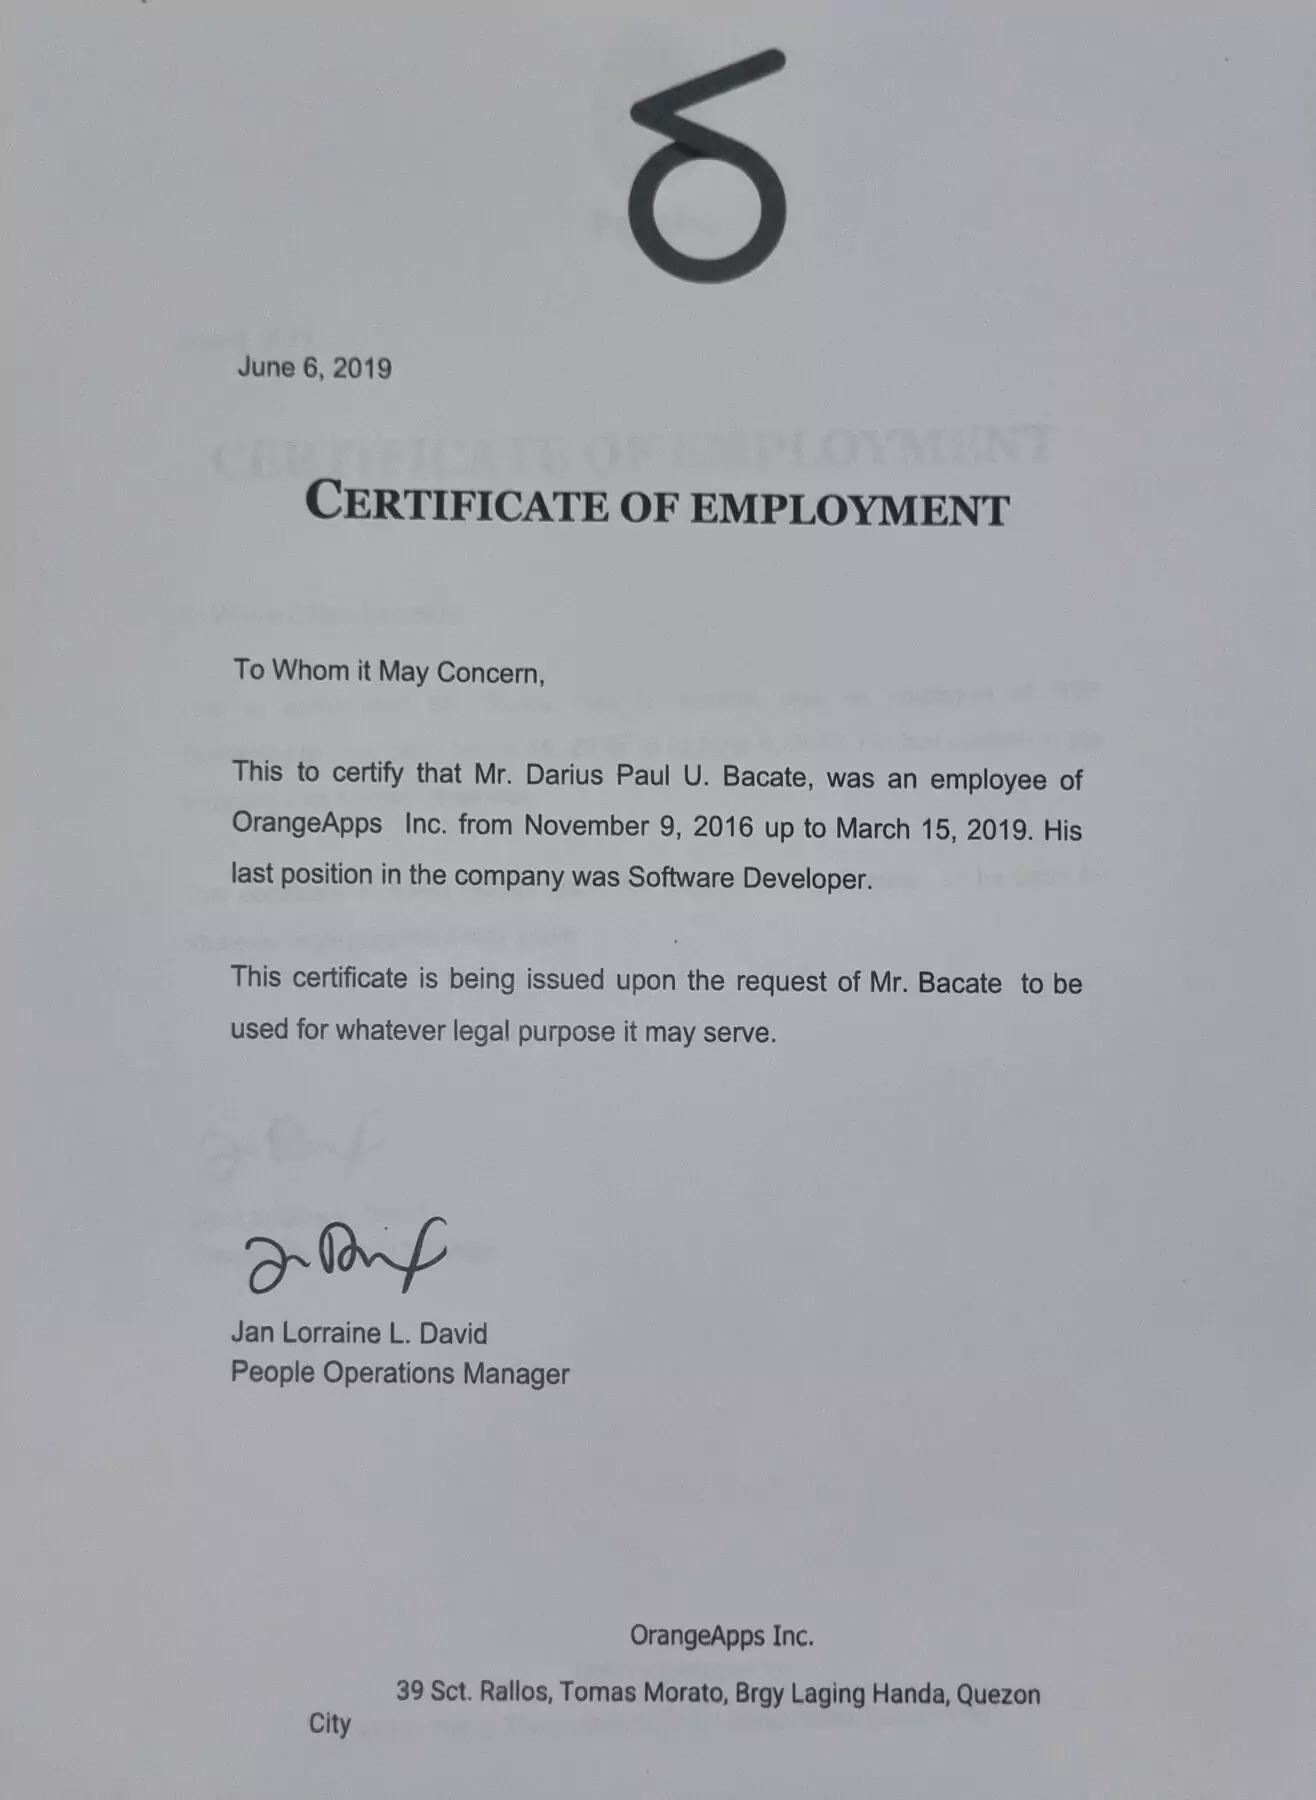 June 6, 2019
CERTIFICATE OF EMPLOYMENT
To Whom it May Concern,
This to certify that Mr. Darius Paul U. Bacate, was an employee of
OrangeApps Inc. from November 9, 2016 up to March 15, 2019. His
last position in the company was Software Developer.
This certificate is being issued upon the request of Mr. Bacate to be
used for whatever legal purpose it may serve.
Jan Lorraine L. David
People Operations Manager
OrangeApps Inc.
39 Sct. Rallos, Tomas Morato, Brgy Laging Handa, Quezon
City